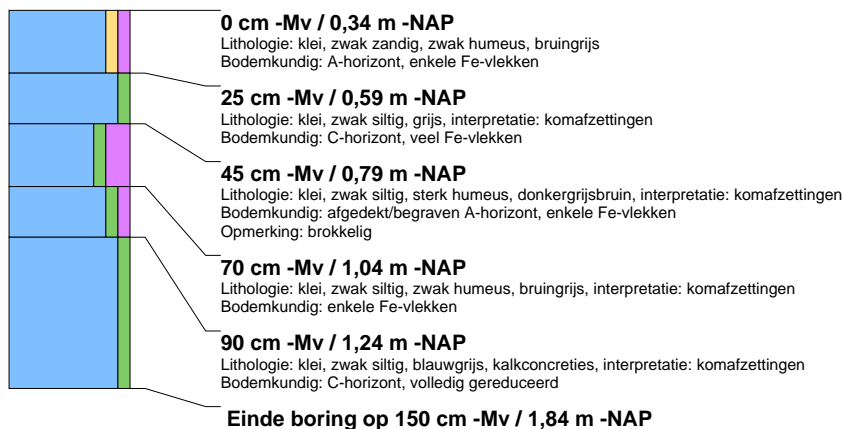 0 cm -Mv / 0,34 m -NAP
Lithologie: klei, zwak zandig, zwak humeus, bruingrijs
Bodemkundig: A-horizont, enkele Fe-vlekken
25 cm -Mv / 0,59 m -NAP
Lithologie: klei, zwak siltig, grijs, interpretatie: komafzettingen
Bodemkundig: C-horizont, veel Fe-vlekken
45 cm -Mv / 0,79 m -NAP
Lithologie: klei, zwak siltig, sterk humeus, donkergrijsbruin, interpretatie: komafzettingen
Bodemkundig: afgedekt/begraven A-horizont, enkele Fe-vlekken
Opmerking: brokkelig
70 cm -Mv / 1,04 m -NAP
Lithologie: klei, zwak siltig, zwak humeus, bruingrijs, interpretatie: komafzettingen
Bodemkundig: enkele Fe-vlekken
90 cm -Mv / 1,24 m -NAP
Lithologie: klei, zwak siltig, blauwgrijs, kalkconcreties, interpretatie: komafzettingen
Bodemkundig: C-horizont, volledig gereduceerd
Einde boring op 150 cm -Mv / 1,84 m -NAP